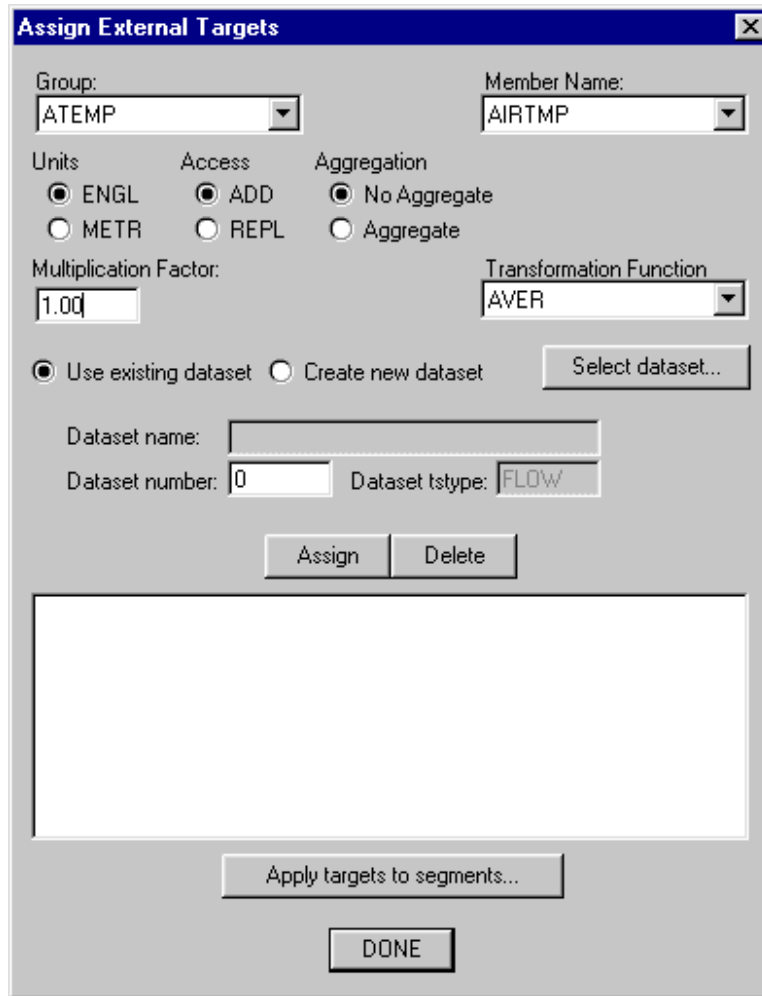 Assign External Targets
Group: Member Name:
ATEMP AIRTMP
Units Access Aggregation
ENGL ADD No Aggregate
METR REPL Aggregate
Multiplication Factor: Transformation Function
1.00 AVER
Use existing dataset Create new dataset Select dataset...
Dataset name:
Dataset number: 0 Dataset tstype: FLOW
Assign Delete
Apply targets to segments...
DONE